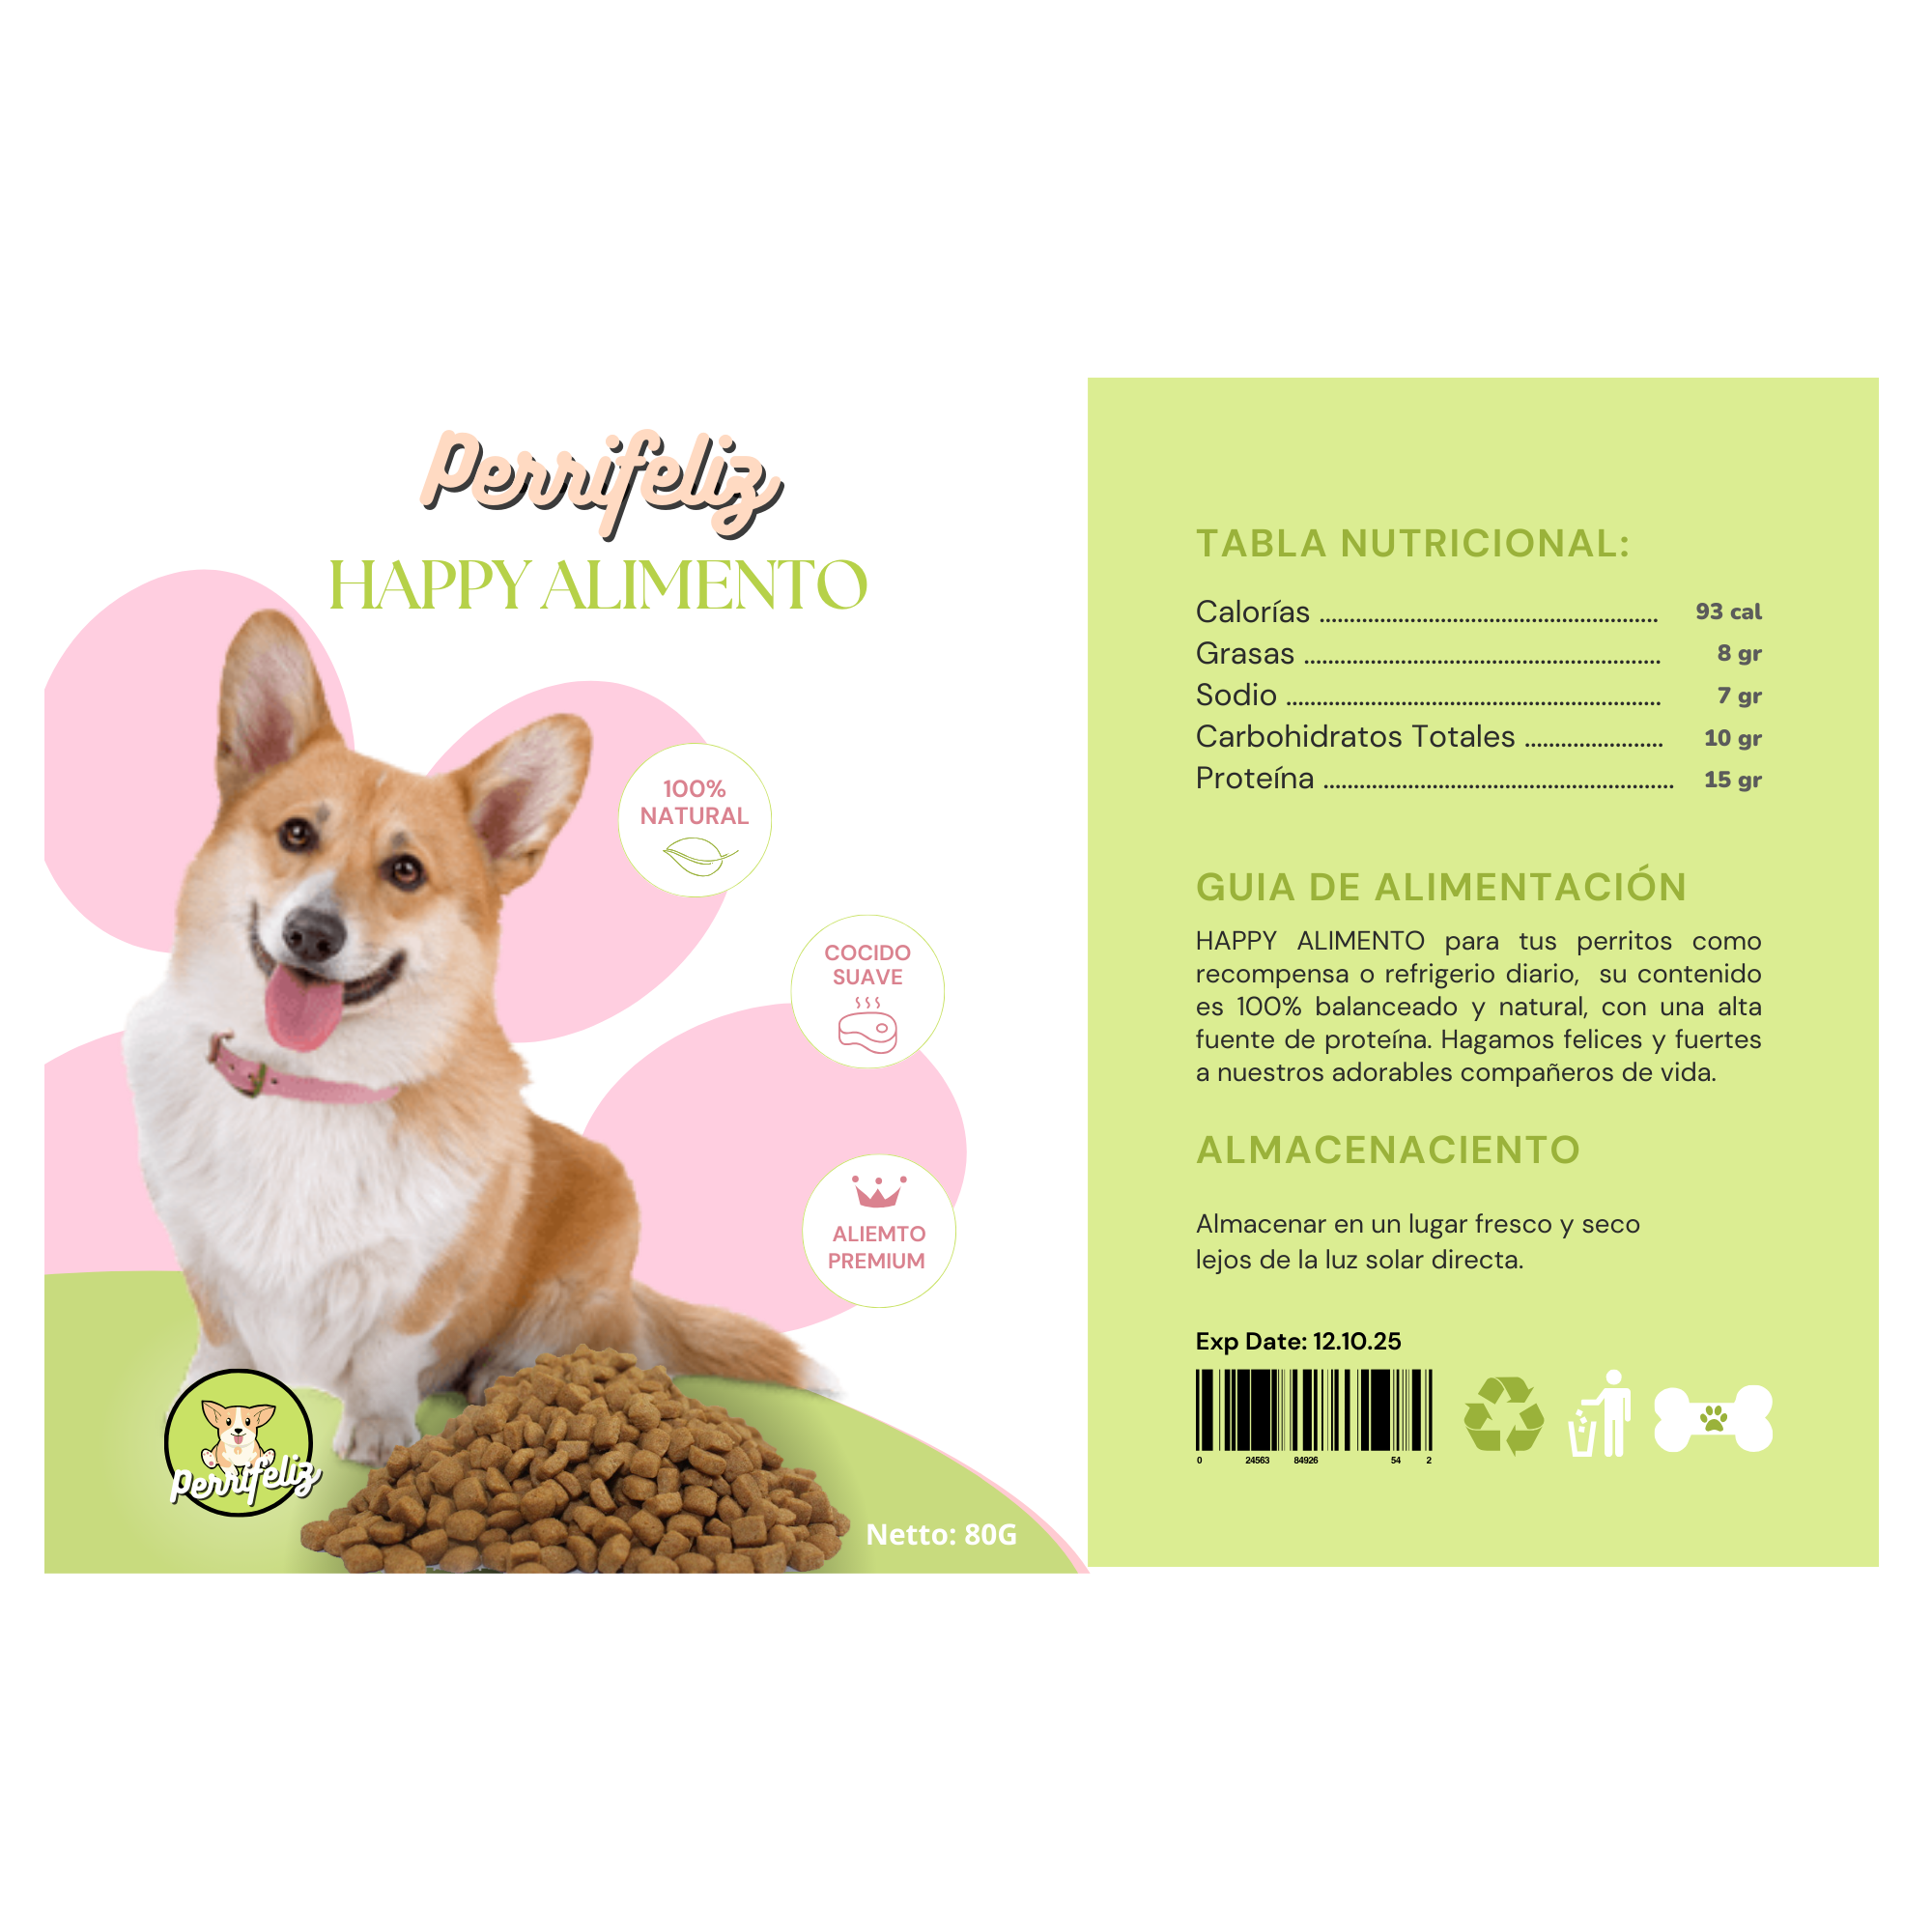 Perrifeliz
HAPPY ALIMENTO
100%
NATURAL
COCIDO
SUAVE
ALIEMTO
PREMIUM
Perrifeliz
Netto: 80G
TABLA NUTRICIONAL:
Calorías ........................................................ 93 cal
Grasas ........................................................... 8 gr
Sodio .............................................................. 7 gr
Carbohidratos Totales ....................... 10 gr
Proteína .......................................................... 15 gr
GUIA DE ALIMENTACIÓN
HAPPY ALIMENTO para tus perritos como
recompensa o refrigerio diario, su contenido
es 100% balanceado y natural, con una alta
fuente de proteína. Hagamos felices y fuertes
a nuestros adorables compañeros de vida.
ALMACENACIENTO
Almacenar en un lugar fresco y seco
lejos de la luz solar directa.
Exp Date: 12.10.25
0 24563 84926 54 2